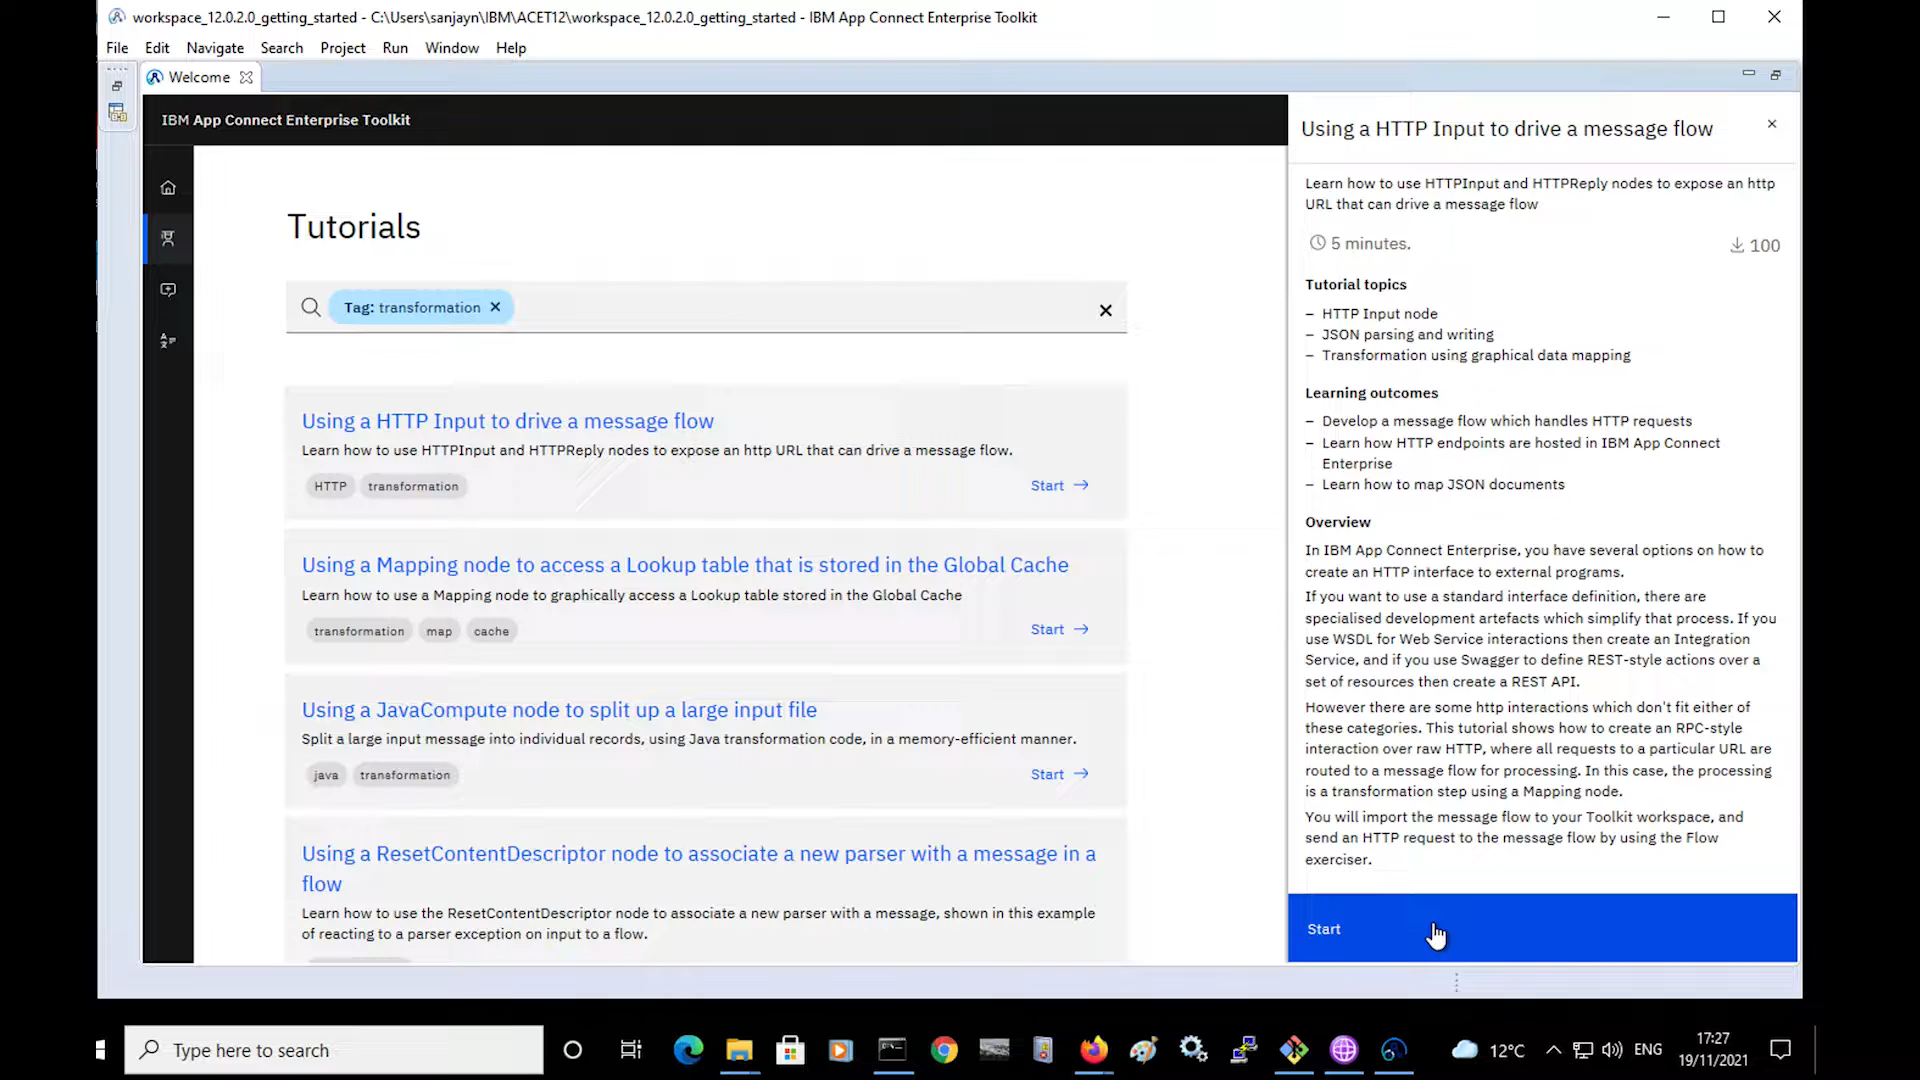 workspace_12.0.2.0_getting_started - C:\Users\sanjayn\IBM\ACET12\workspace_12.0.2.0_getting_started - IBM App Connect Enterprise Toolkit
File Edit Navigate Search Project Run Window Help
Welcome
IBM App Connect Enterprise Toolkit
Tutorials
Tag: transformation
Using a HTTP Input to drive a message flow
Learn how to use HTTPInput and HTTPReply nodes to expose an http URL that can drive a message flow.
HTTP transformation Start
Using a Mapping node to access a Lookup table that is stored in the Global Cache
Learn how to use a Mapping node to graphically access a Lookup table stored in the Global Cache
transformation map cache Start
Using a JavaCompute node to split up a large input file
Split a large input message into individual records, using Java transformation code, in a memory-efficient manner.
java transformation Start
Using a ResetContentDescriptor node to associate a new parser with a message in a
flow
Learn how to use the ResetContentDescriptor node to associate a new parser with a message, shown in this example
of reacting to a parser exception on input to a flow.
Using a HTTP Input to drive a message flow
Learn how to use HTTPInput and HTTPReply nodes to expose an http
URL that can drive a message flow
5 minutes. 100
Tutorial topics
– HTTP Input node
– JSON parsing and writing
– Transformation using graphical data mapping
Learning outcomes
– Develop a message flow which handles HTTP requests
– Learn how HTTP endpoints are hosted in IBM App Connect
Enterprise
– Learn how to map JSON documents
Overview
In IBM App Connect Enterprise, you have several options on how to
create an HTTP interface to external programs.
If you want to use a standard interface definition, there are
specialised development artefacts which simplify that process. If you
use WSDL for Web Service interactions then create an Integration
Service, and if you use Swagger to define REST-style actions over a
set of resources then create a REST API.
However there are some http interactions which don't fit either of
these categories. This tutorial shows how to create an RPC-style
interaction over raw HTTP, where all requests to a particular URL are
routed to a message flow for processing. In this case, the processing
is a transformation step using a Mapping node.
You will import the message flow to your Toolkit workspace, and
send an HTTP request to the message flow by using the Flow
exerciser.
Start
Type here to search
12°C
ENG
17:27
19/11/2021